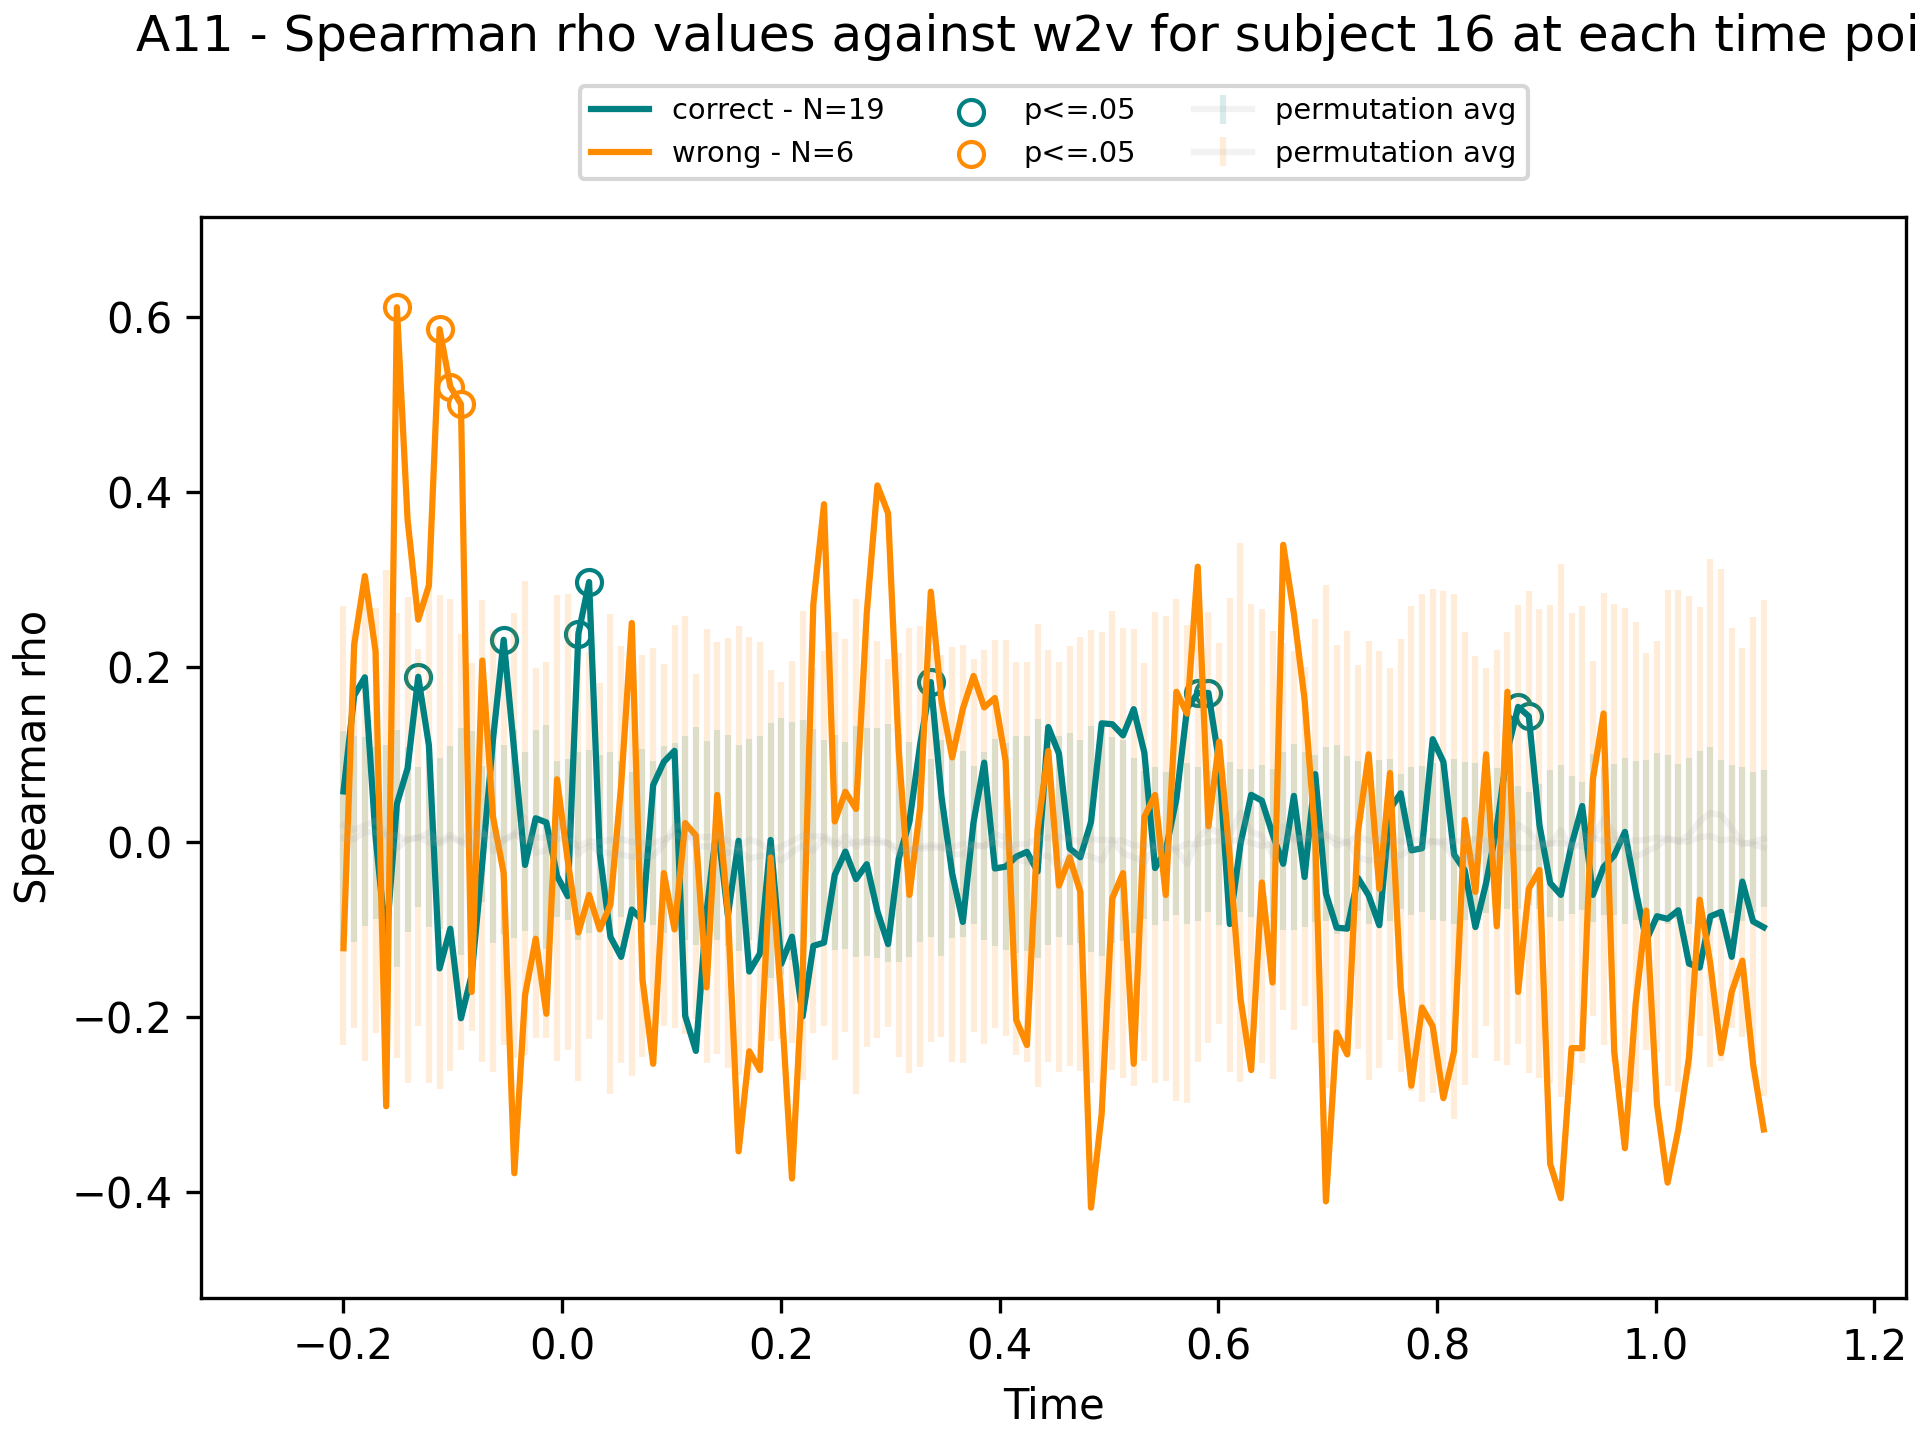 A11 - Spearman rho values against w2v for subject 16 at each time poi
correct - N=19 p<=.05 permutation avg
wrong - N=6 p<=.05 permutation avg
Spearman rho
0.6
0.4
0.2
0.0
−0.2
−0.4
−0.2 0.0 0.2 0.4 0.6 0.8 1.0 1.2
Time